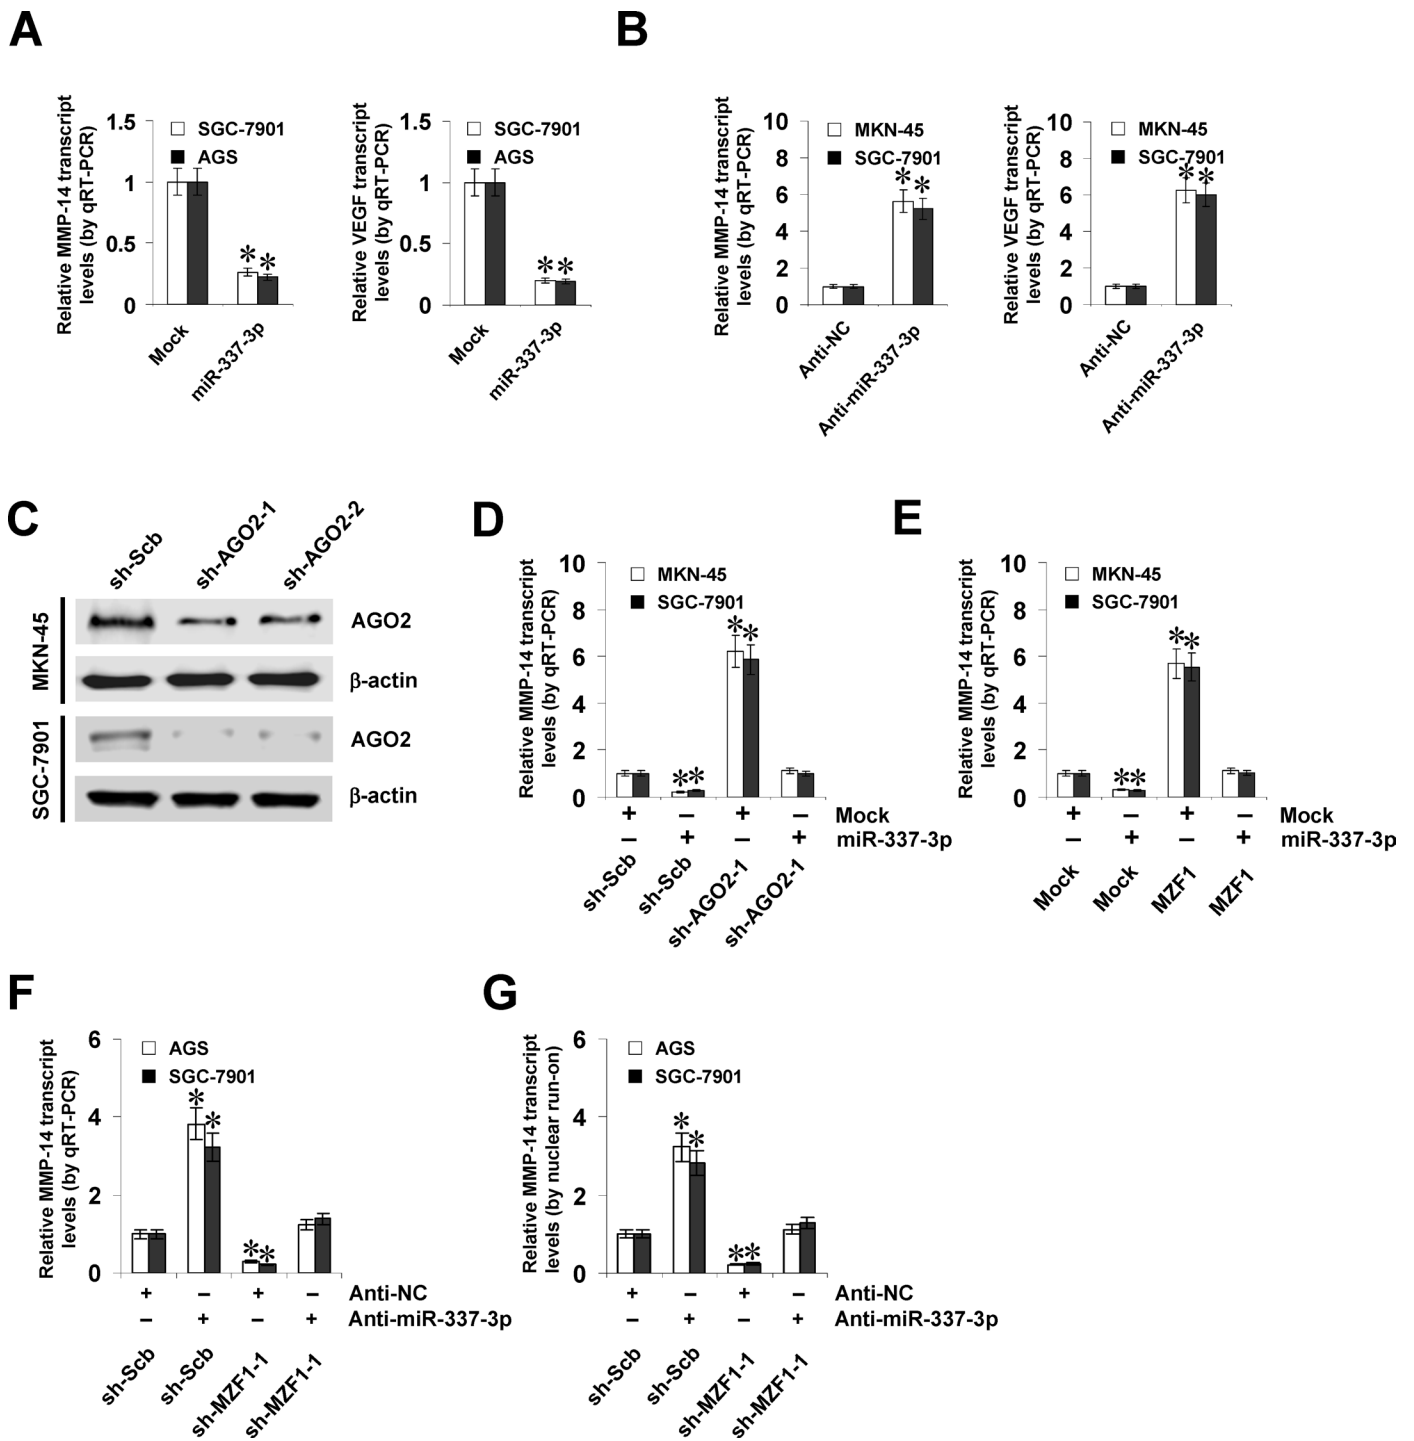 A
Relative MMP-14 transcript
levels (by qRT-PCR)
1.5
1
0.5
0
SGC-7901
AGS
*
*
Mock
miR-337-3p
Relative VEGF transcript
levels (by qRT-PCR)
1.5
1
0.5
0
SGC-7901
AGS
*
*
Mock
miR-337-3p
B
Relative MMP-14 transcript
levels (by qRT-PCR)
10
8
6
4
2
0
MKN-45
SGC-7901
*
*
Anti-NC
Anti-miR-337-3p
Relative VEGF transcript
levels (by qRT-PCR)
10
8
6
4
2
0
MKN-45
SGC-7901
*
*
Anti-NC
Anti-miR-337-3p
C
sh-Scb
sh-AGO2-1
sh-AGO2-2
MKN-45
AGO2
β-actin
SGC-7901
AGO2
β-actin
D
Relative MMP-14 transcript
levels (by qRT-PCR)
10
8
6
4
2
0
MKN-45
SGC-7901
**
*
*
+ – + – Mock
– + – + miR-337-3p
sh-Scb
sh-Scb
sh-AGO2-1
sh-AGO2-1
E
Relative MMP-14 transcript
levels (by qRT-PCR)
10
8
6
4
2
0
MKN-45
SGC-7901
**
*
*
+ – + – Mock
– + – + miR-337-3p
Mock
Mock
MZF1
MZF1
F
Relative MMP-14 transcript
levels (by qRT-PCR)
6
4
2
0
AGS
SGC-7901
*
*
*
*
+ – + – Anti-NC
– + – + Anti-miR-337-3p
sh-Scb
sh-Scb
sh-MZF1-1
sh-MZF1-1
G
Relative MMP-14 transcript
levels (by nuclear run-on)
6
4
2
0
AGS
SGC-7901
*
*
**
+ – + – Anti-NC
– + – + Anti-miR-337-3p
sh-Scb
sh-Scb
sh-MZF1-1
sh-MZF1-1